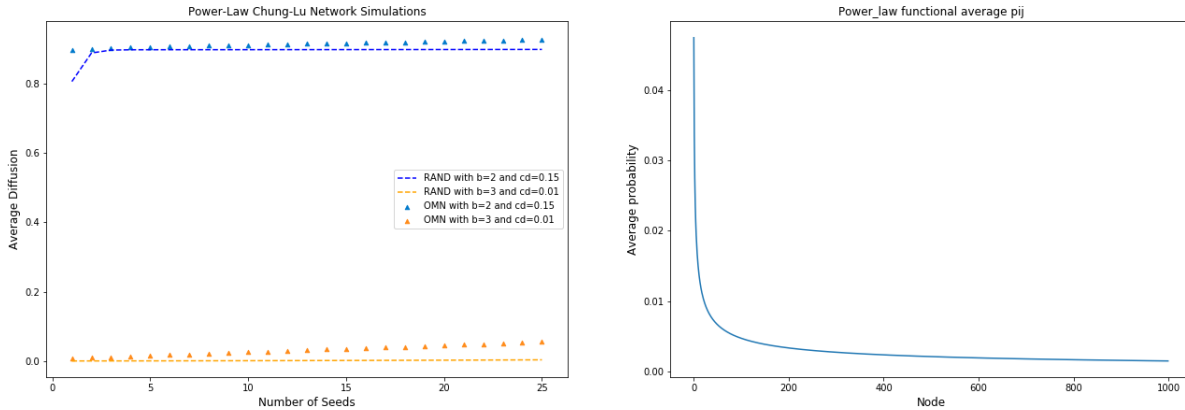 Power-Law Chung-Lu Network Simulations
Average Diffusion
0.8
0.6
0.4
0.2
0.0
RAND with b=2 and cd=0.15
RAND with b=3 and cd=0.01
OMN with b=2 and cd=0.15
OMN with b=3 and cd=0.01
0 5 10 15 20 25
Number of Seeds
Power_law functional average pij
Average probability
0.04
0.03
0.02
0.01
0.00
0 200 400 600 800 1000
Node